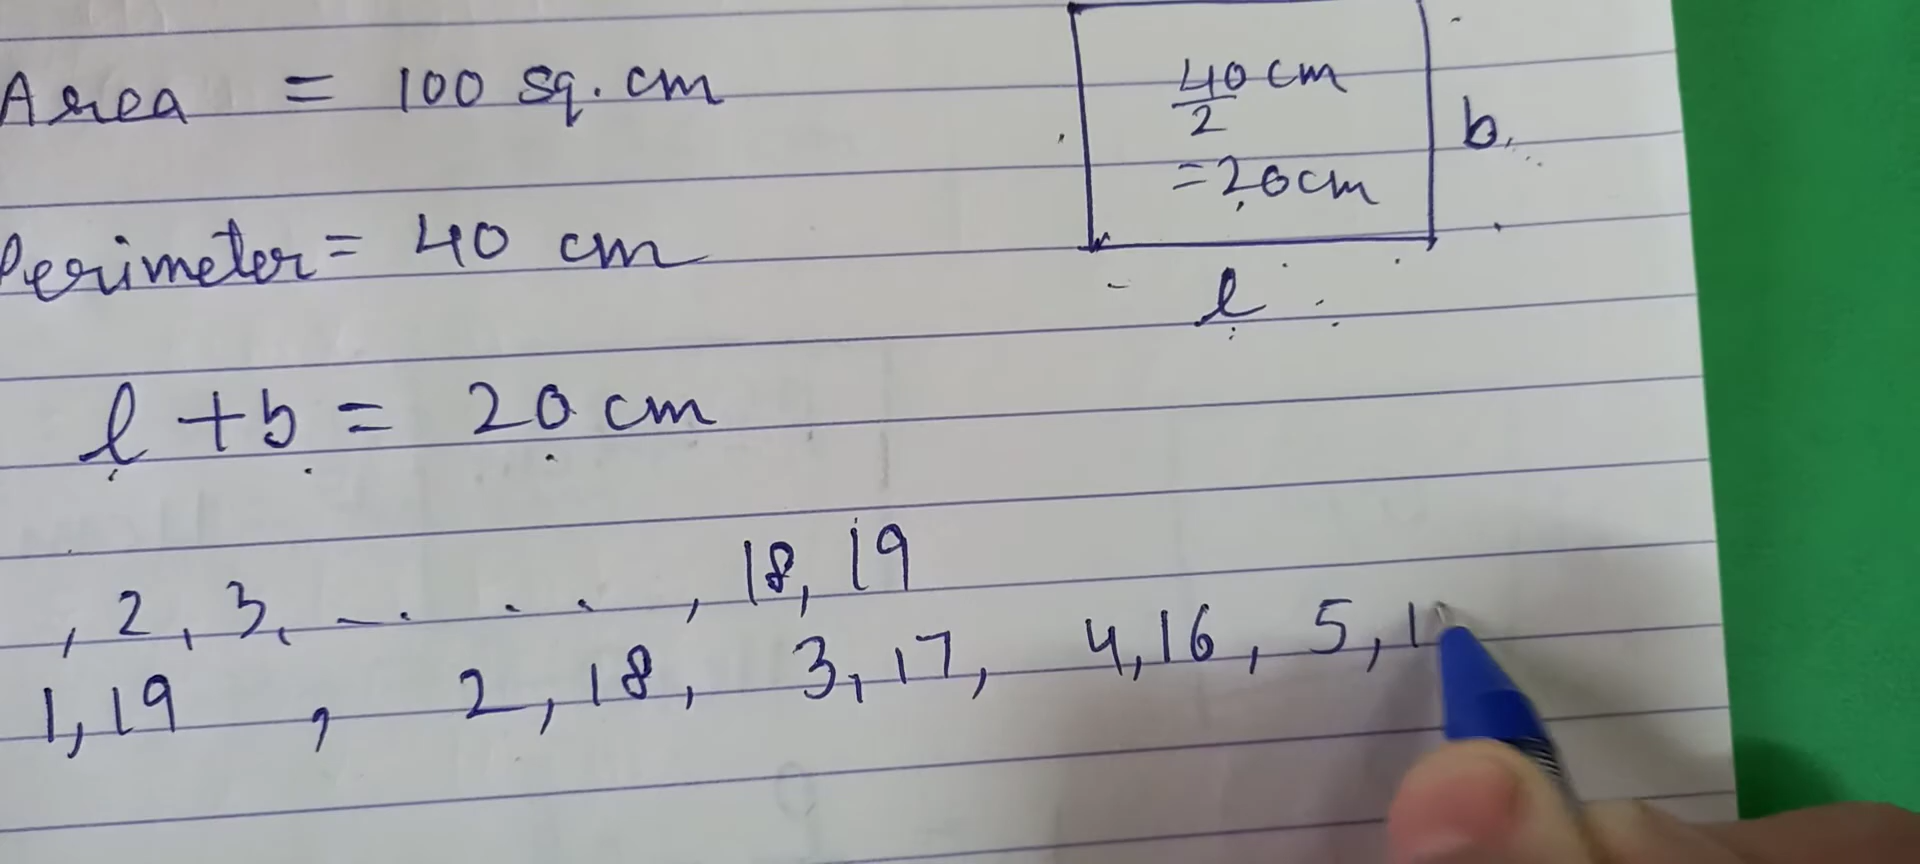 Area = 100 sq. cm
Perimeter = 40 cm
40 cm
2
= 20 cm
b
l
l + b = 20 cm
, 2, 3, - . . . , 18, 19
1, 19 , 2, 18, 3, 17, 4, 16, 5, 1